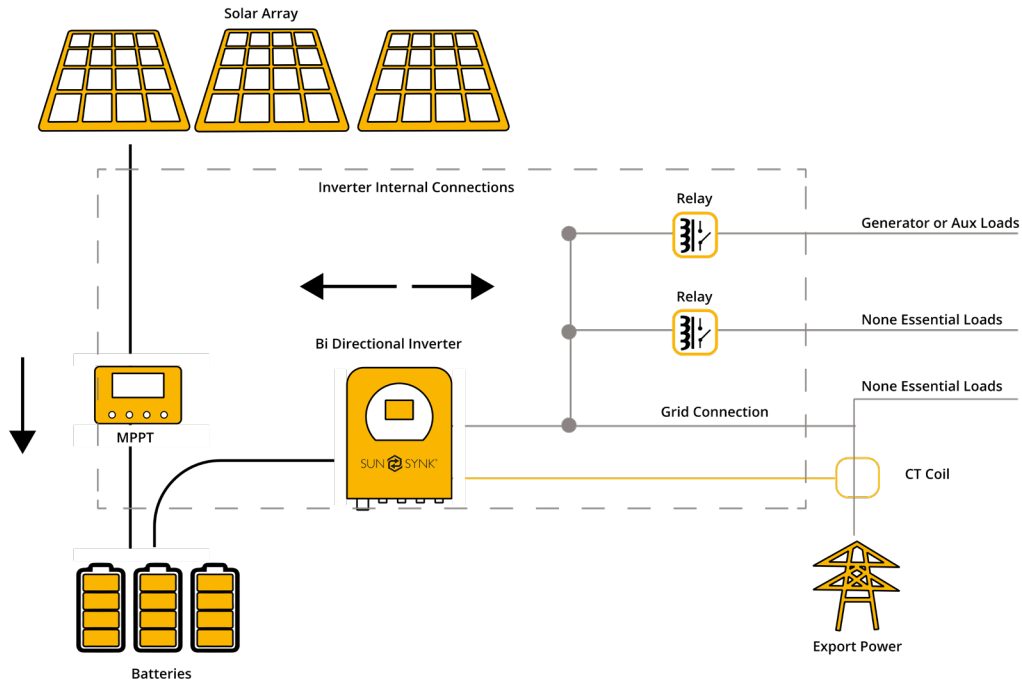 Solar Array
Inverter Internal Connections
Relay
Generator or Aux Loads
Relay
None Essential Loads
Bi Directional Inverter
None Essential Loads
Grid Connection
MPPT
SUN SYNK
CT Coil
Export Power
Batteries